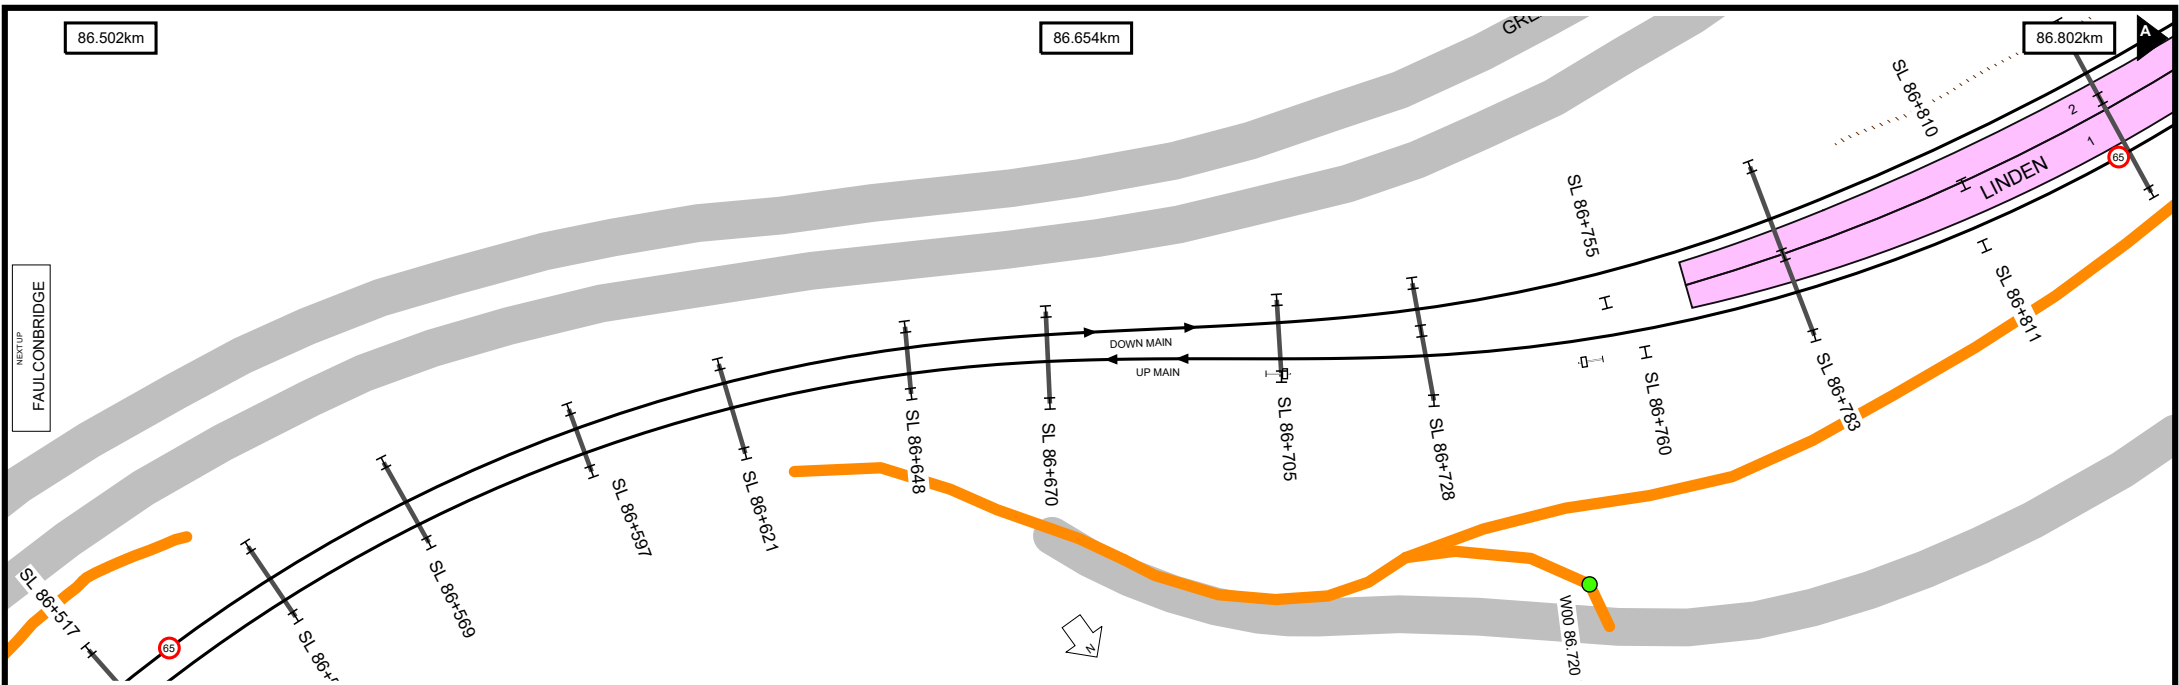 86.502km
86.654km
86.802km
A
SL 86+810
2
1
LINDEN
65
SL 86+755
NEXT UP
FAULCONBRIDGE
DOWN MAIN
UP MAIN
SL 86+811
SL 86+783
SL 86+760
SL 86+728
SL 86+705
SL 86+670
SL 86+648
SL 86+621
SL 86+597
SL 86+569
SL 86+517
65
N
W00 86.720